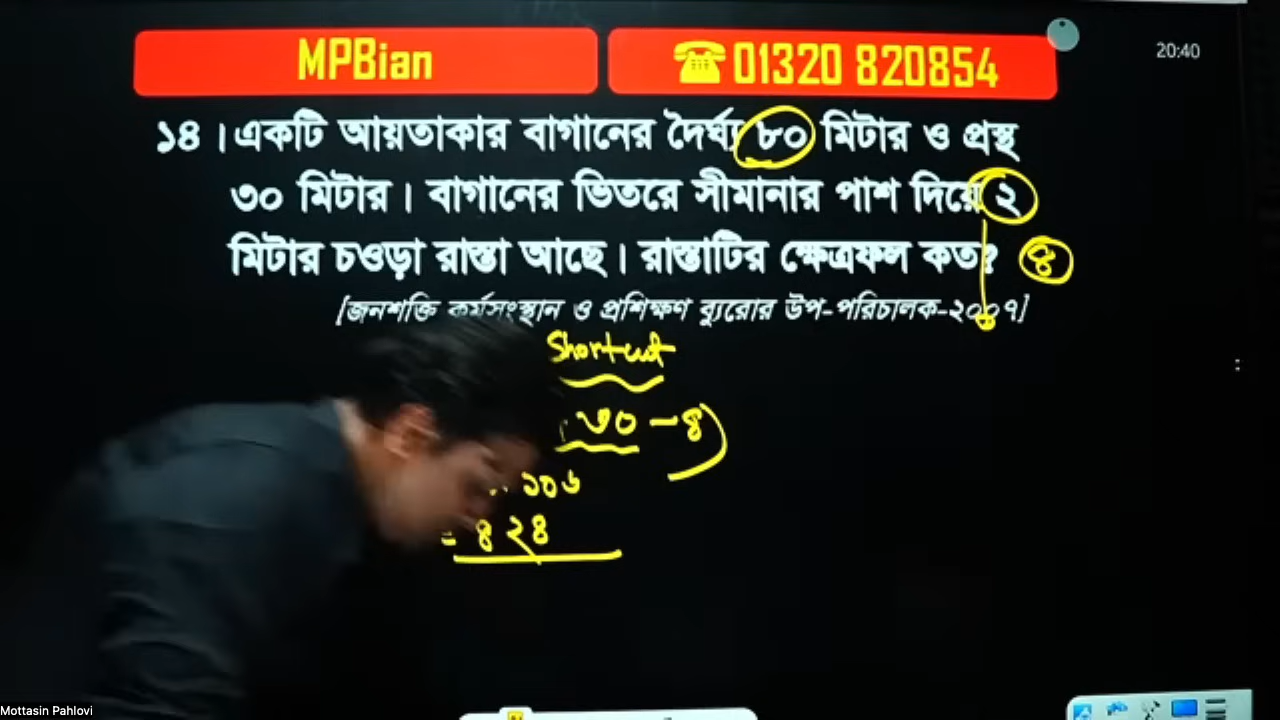 MPBian
01320 820854
20:40
১৪। একটি আয়তাকার বাগানের দৈর্ঘ্য ৮০ মিটার ও প্রস্থ
৩০ মিটার। বাগানের ভিতরে সীমানার পাশ দিয়ে ২
মিটার চওড়া রাস্তা আছে। রাস্তাটির ক্ষেত্রফল কত?
৪
[জনশক্তি কর্মসংস্থান ও প্রশিক্ষণ ব্যুরোর উপ-পরিচালক-২০০৭]
Shortcut
৩০ - ৪)
১০৬
= ৪২৪
Mottasin Pahlovi